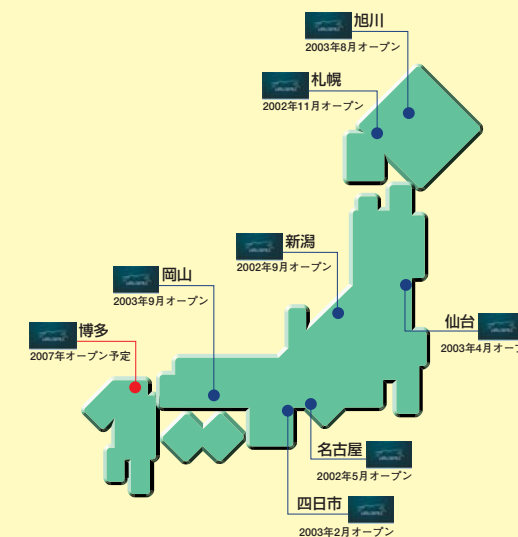 旭川
2003年8月オープン
札幌
2002年11月オープン
新潟
2002年9月オープン
岡山
2003年9月オープン
仙台
2003年4月オープ
博多
2007年オープン予定
名古屋
2002年5月オープン
四日市
2003年2月オープン